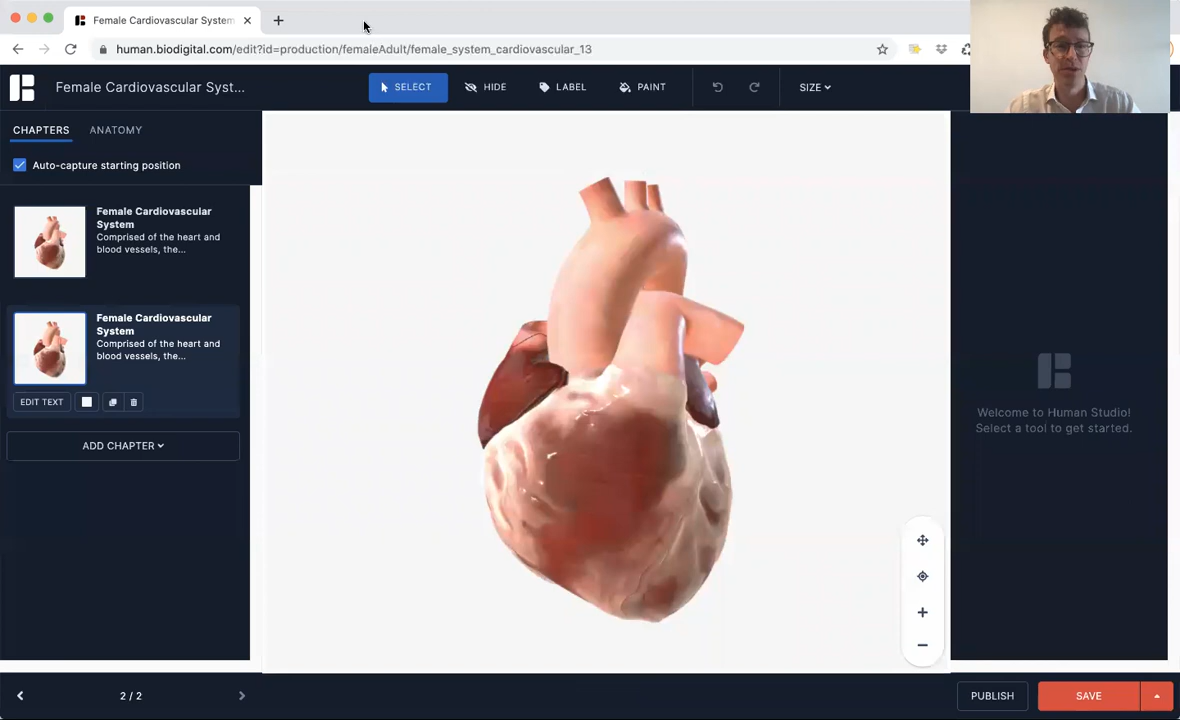 Female Cardiovascular System
human.biodigital.com/edit?id=production/femaleAdult/female_system_cardiovascular_13
Female Cardiovascular Syst...
SELECT
HIDE
LABEL
PAINT
SIZE
CHAPTERS
ANATOMY
Auto-capture starting position
Female Cardiovascular
System
Comprised of the heart and
blood vessels, the...
Female Cardiovascular
System
Comprised of the heart and
blood vessels, the...
EDIT TEXT
ADD CHAPTER
Welcome to Human Studio!
Select a tool to get started.
2 / 2
PUBLISH
SAVE